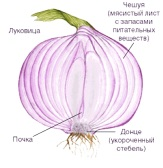 Чешуя
(мясистый лист
с запасами
питательных
веществ)
Луковица
Почка
Донце
(укороченный
стебель)